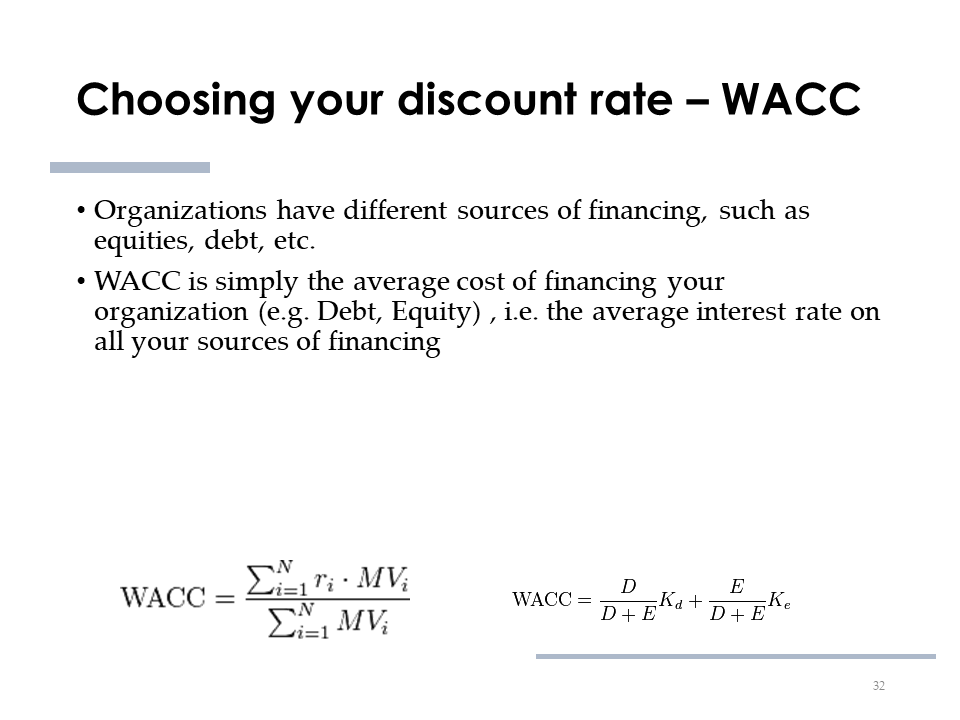 Choosing your discount rate – WACC
• Organizations have different sources of financing, such as
equities, debt, etc.
• WACC is simply the average cost of financing your
organization (e.g. Debt, Equity) , i.e. the average interest rate on
all your sources of financing
WACC = \frac{\sum_{i=1}^{N} r_i \cdot MV_i}{\sum_{i=1}^{N} MV_i}
WACC = \frac{D}{D + E} K_d + \frac{E}{D + E} K_e
32